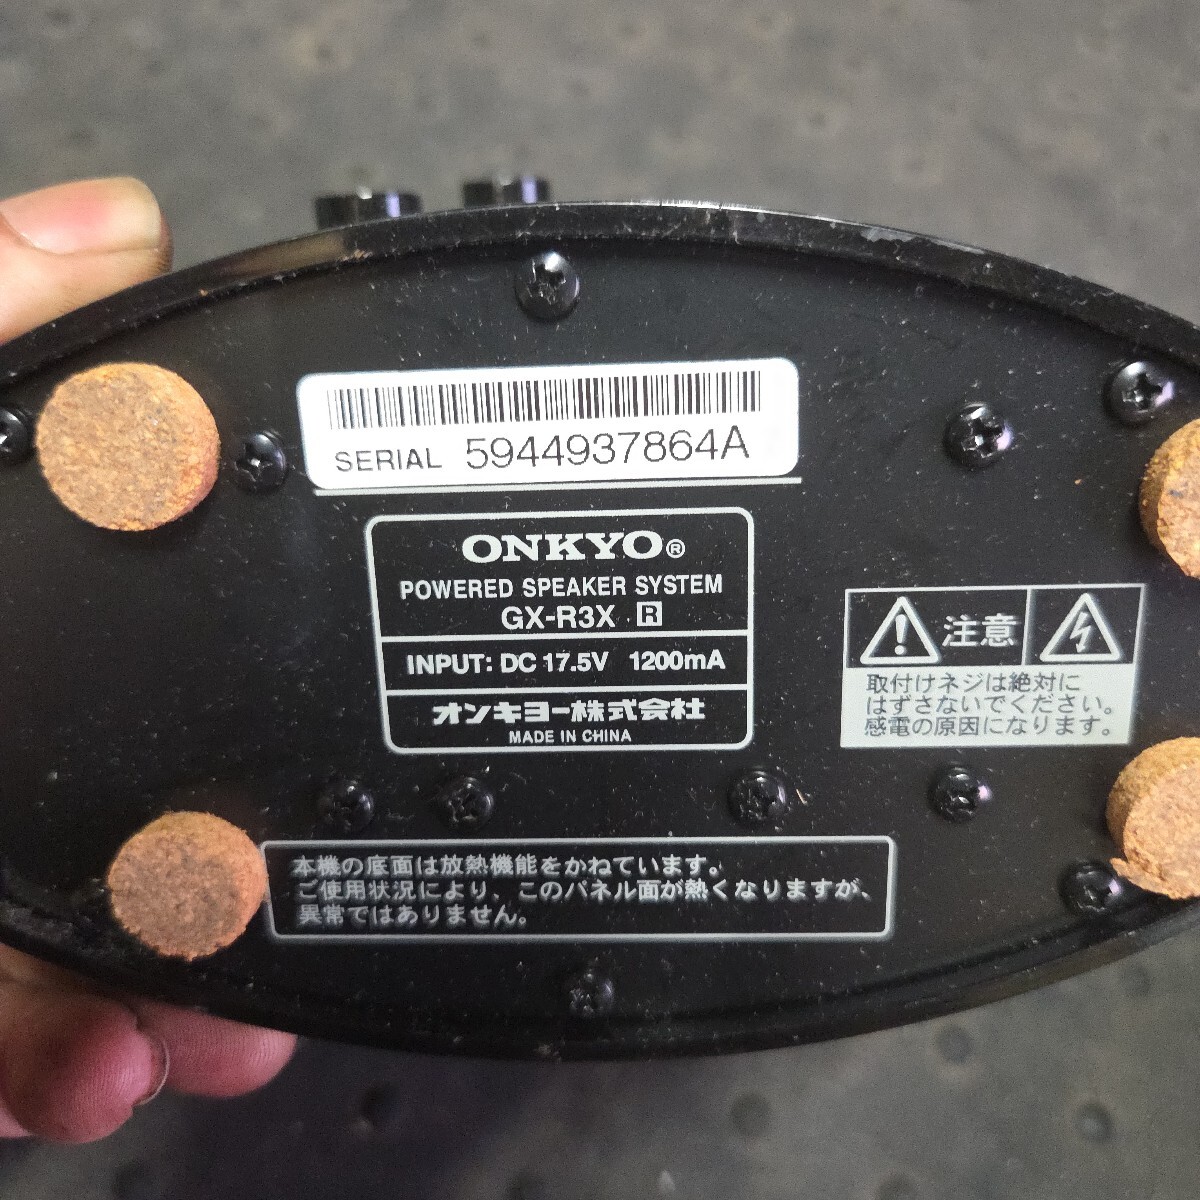 SERIAL 5944937864A
ONKYO®
POWERED SPEAKER SYSTEM
GX-R3X R
INPUT: DC 17.5V 1200mA
オンキヨー株式会社
MADE IN CHINA
注意
取付けネジは絶対に
はずさないでください。
感電の原因になります。
本機の底面は放熱機能をかねています。
ご使用状況により、このパネル面が熱くなりますが、
異常ではありません。